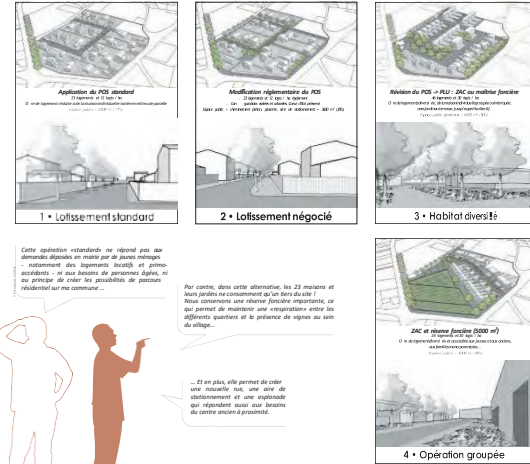 Application du POS standard
23 logements et 12 logts / ha
1 • Lotissement standard
Modification réglementaire du POS
23 logements et 12 logts / ha
2 • Lotissement négocié
Révision du POS -> PLU : ZAC ou maîtrise foncière
3 • Habitat diversifié
Cette opération «standard» ne répond pas aux
demandes déposées en mairie par de jeunes ménages
- notamment des logements locatifs et primo-
accédants - ni aux besoins de personnes âgées, ni
au principe de créer les possibilités de parcours
résidentiel sur ma commune ...
Par contre, dans cette alternative, les 23 maisons et
leurs jardins ne consomment qu'un tiers du site !
Nous conservons une réserve foncière importante, ce
qui permet de maintenir une «respiration» entre les
différents quartiers et la présence de vignes au sein
du village...
... Et en plus, elle permet de créer
une nouvelle rue, une aire de
stationnement et une esplanade
qui répondent aussi aux besoins
du centre ancien à proximité.
ZAC et réserve foncière (5000 m²)
4 • Opération groupée